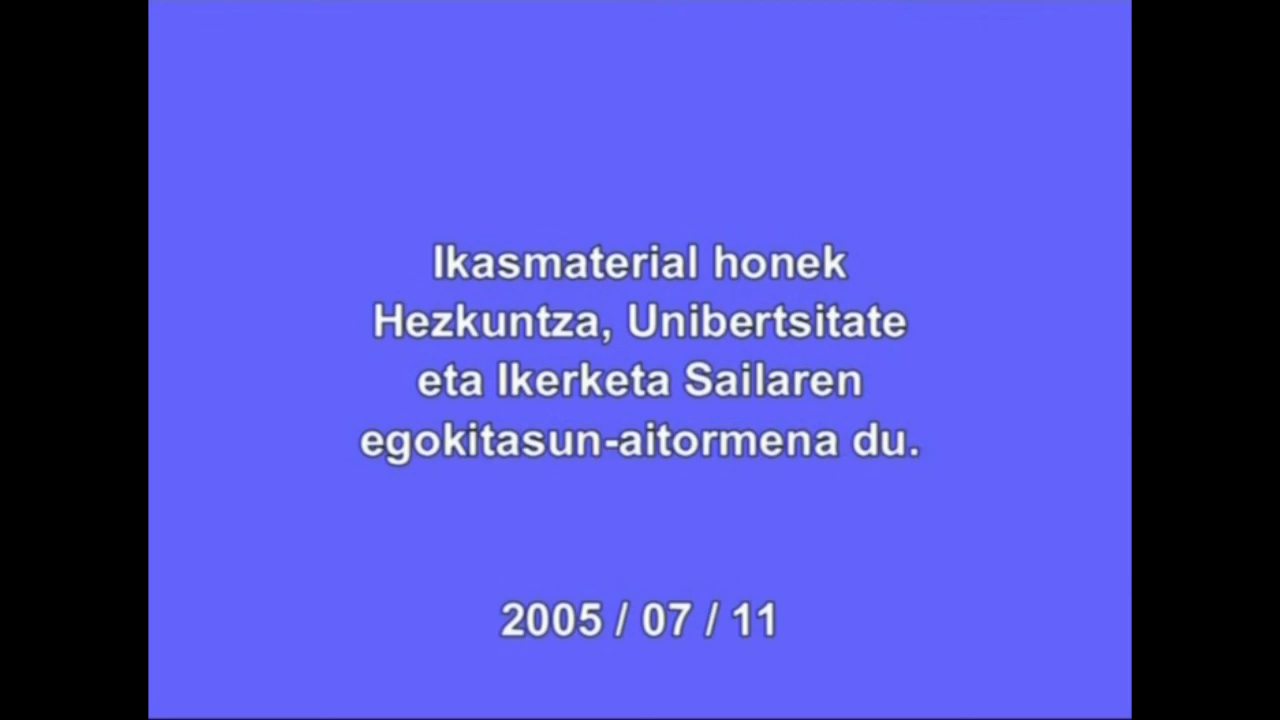 Ikasmaterial honek
Hezkuntza, Unibertsitate
eta Ikerketa Sailaren
egokitasun-aitormena du.
2005 / 07 / 11